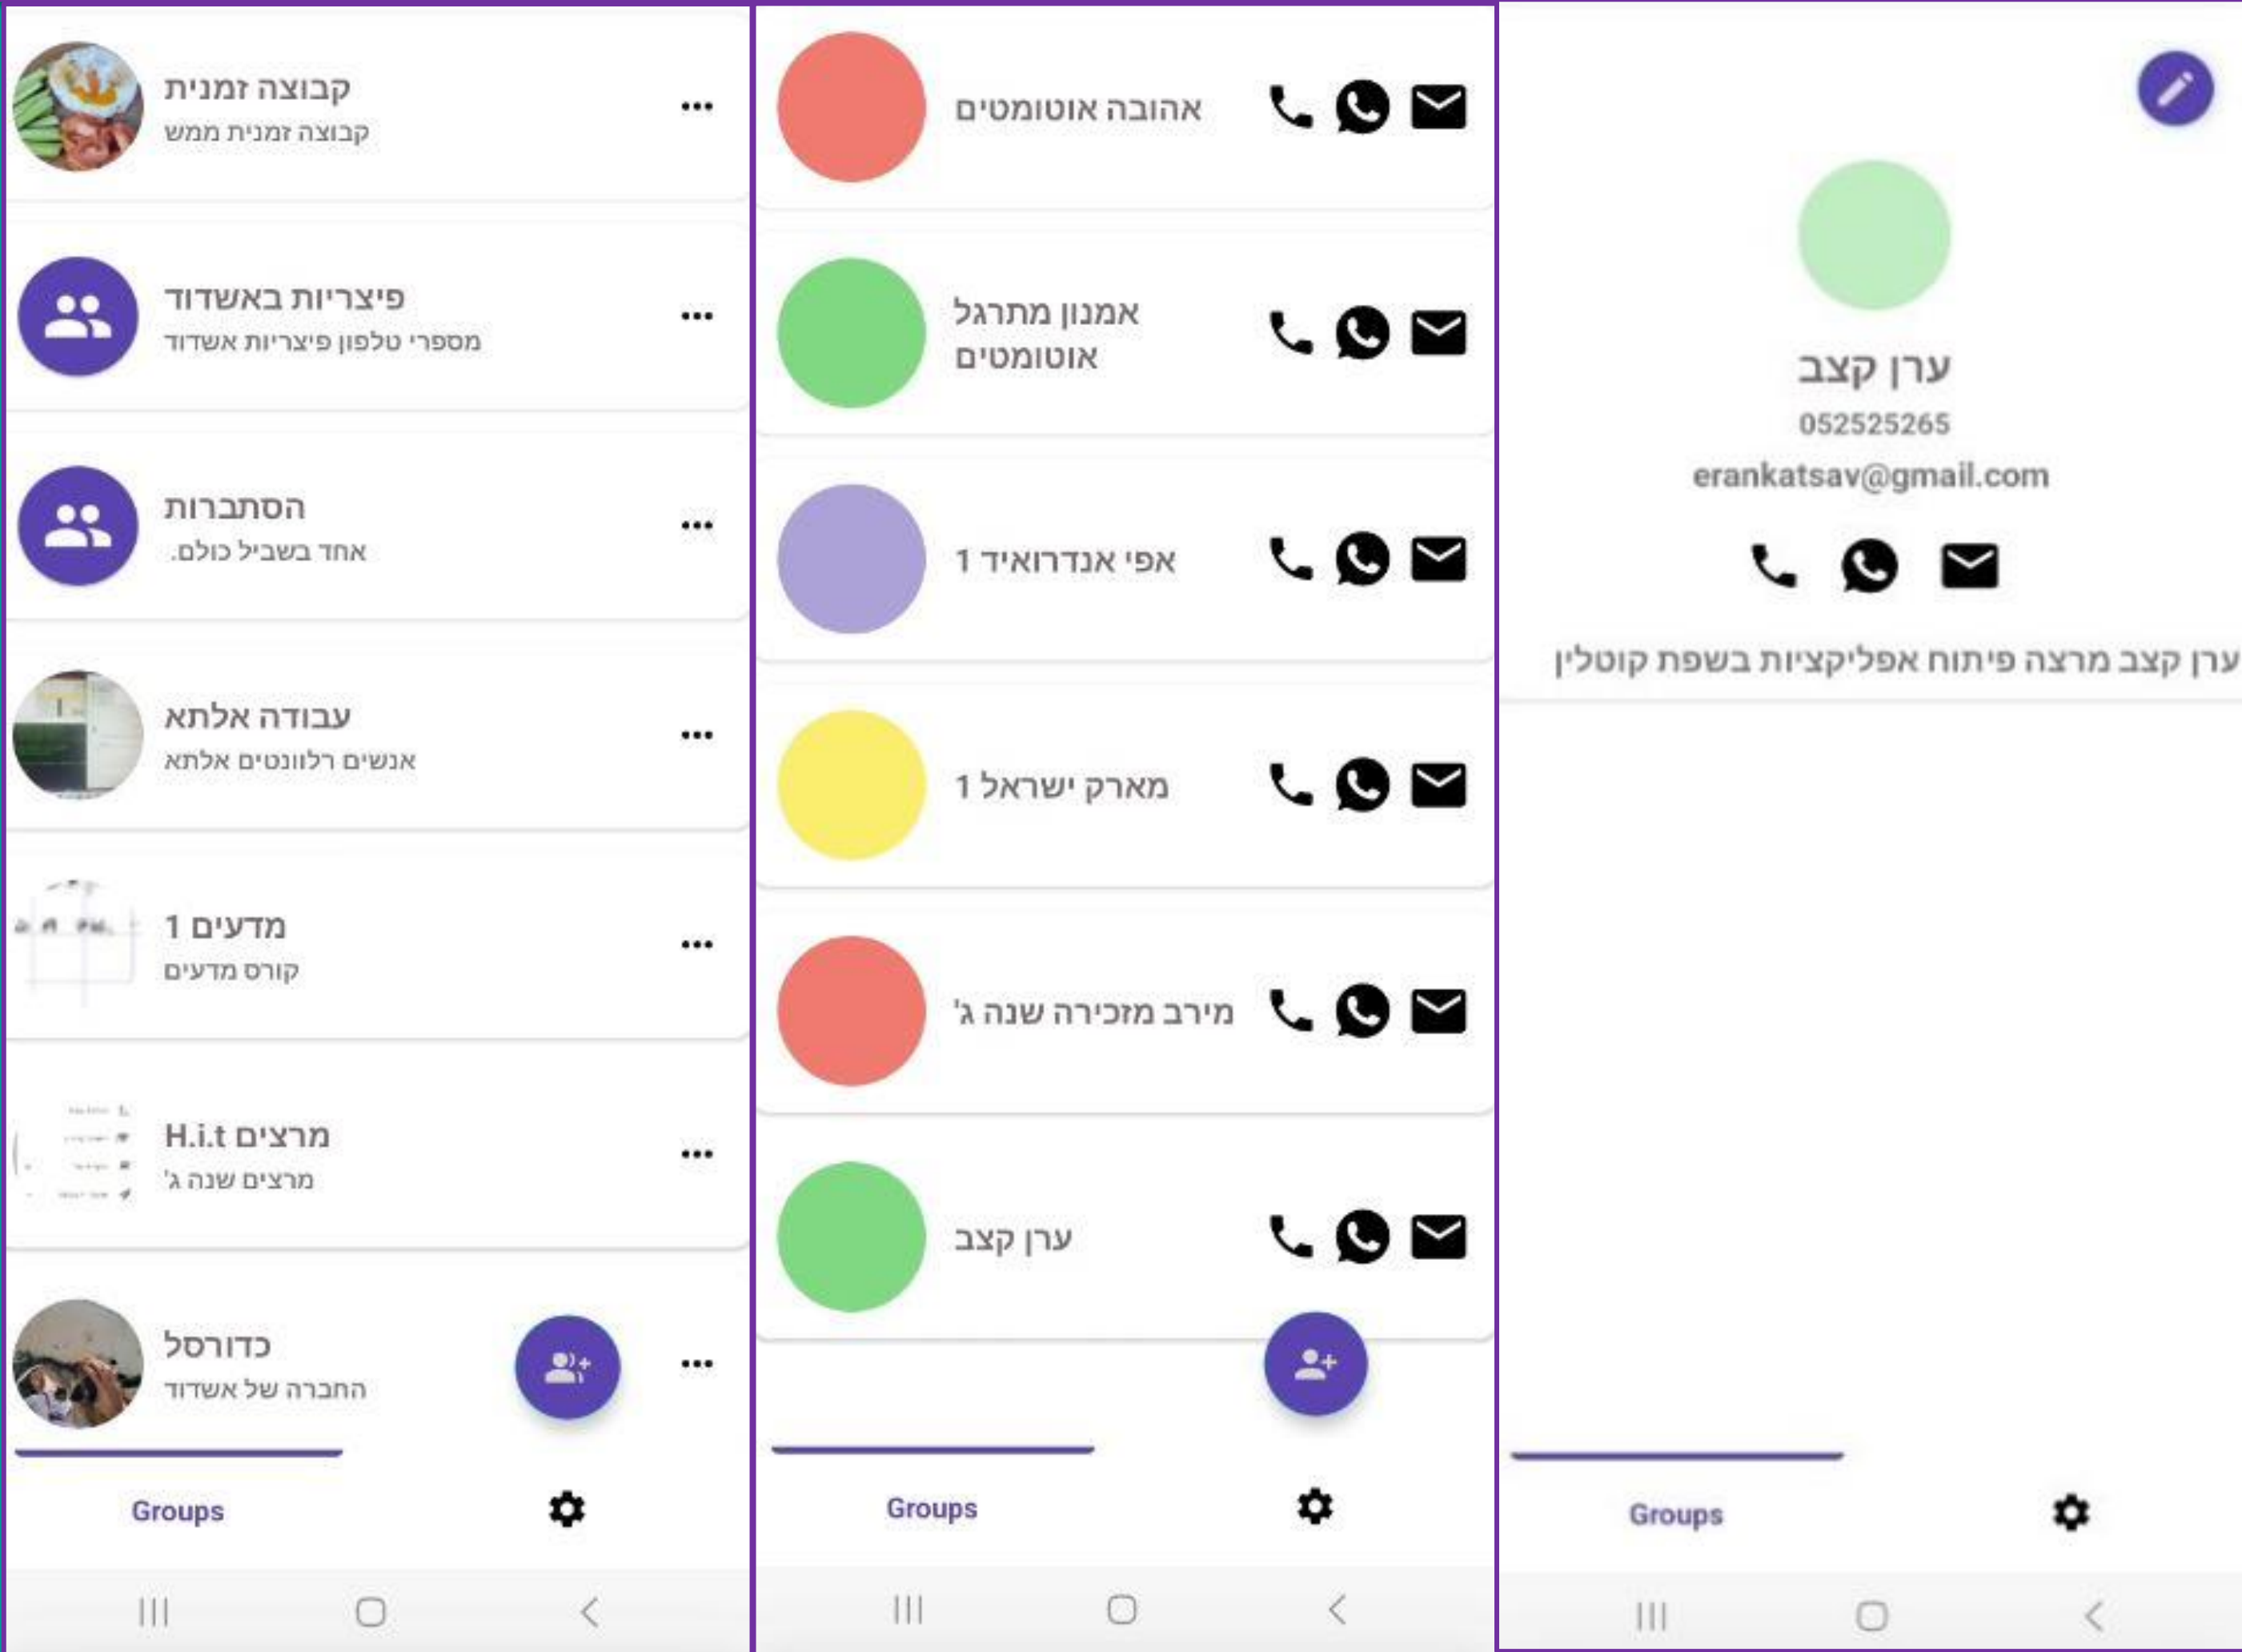 קבוצה זמנית
קבוצה זמנית ממש
פיצריות באשדוד
מספרי טלפון פיצריות אשדוד
הסתברות
אחד בשביל כולם.
עבודה אלתא
אנשים רלוונטים אלתא
מדעים 1
קורס מדעים
מרצים H.i.t
מרצים שנה ג'
כדורסל
החברה של אשדוד
Groups
אהובה אוטומטים
אמנון מתרגל
אוטומטים
אפי אנדרואיד 1
מארק ישראל 1
מירב מזכירה שנה ג'
ערן קצב
Groups
ערן קצב
052525265
erankatsav@gmail.com
ערן קצב מרצה פיתוח אפליקציות בשפת קוטלין
Groups